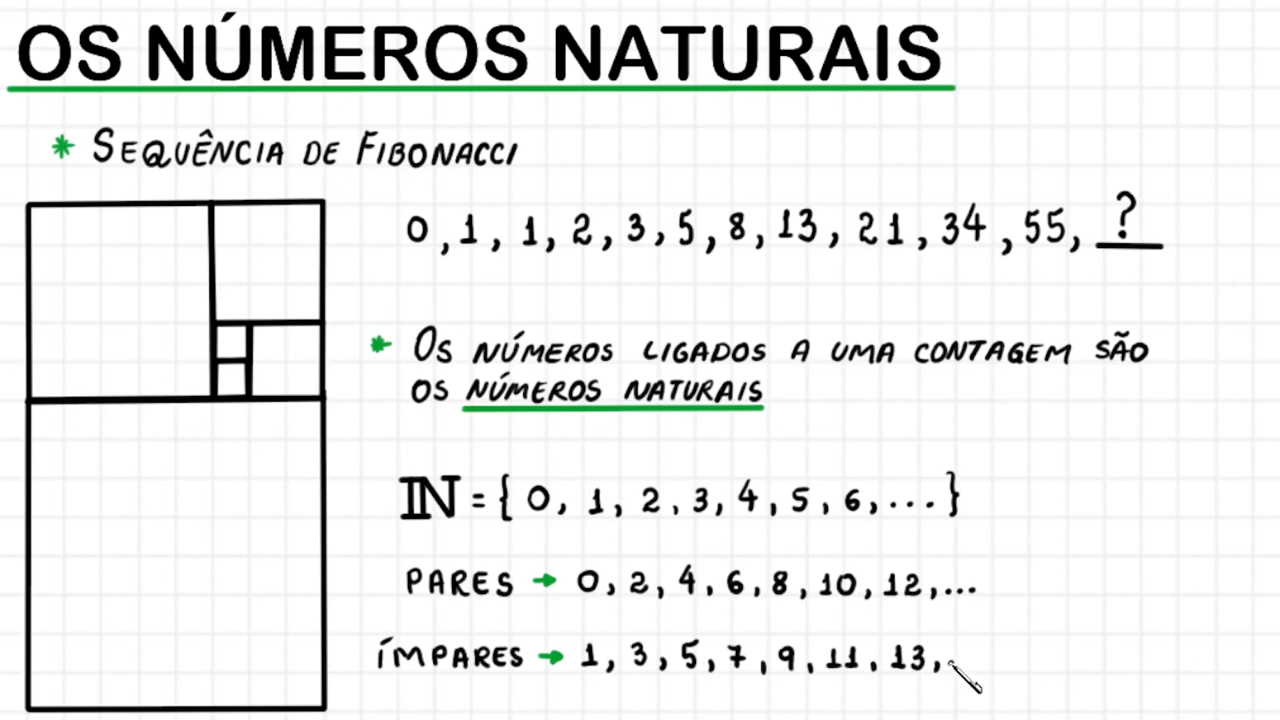 OS NÚMEROS NATURAIS
* SEQUÊNCIA DE FIBONACCI
0, 1, 1, 2, 3, 5, 8, 13, 21, 34, 55, ?
* OS NÚMEROS LIGADOS A UMA CONTAGEM SÃO
OS NÚMEROS NATURAIS
ℕ = { 0, 1, 2, 3, 4, 5, 6, ... }
PARES → 0, 2, 4, 6, 8, 10, 12, ...
ÍMPARES → 1, 3, 5, 7, 9, 11, 13,